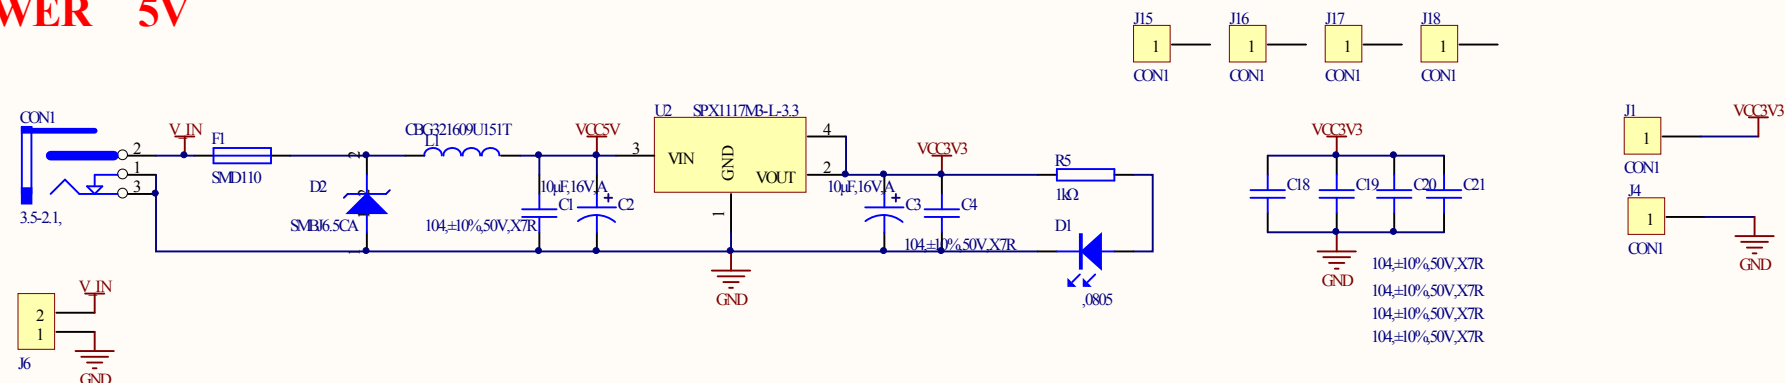 WER 5V
J15 J16 J17 J18
1 1 1 1
CON1 CON1 CON1 CON1
CON1
2
1
3
3.5-2.1,
V_IN
F1
SMD110
2
D2
SMBJ6.5CA
1
CBG321609U151T
L1
VCC5V
10μF,16V,A
C1
C2
104,±10%,50V,X7R
U2 SPX1117M3-L-3.3
3
VIN
GND
VOUT
4
2
1
GND
VCC3V3
10μF,16V,A
C3
C4
104,±10%,50V,X7R
R5
1kΩ
D1
,0805
VCC3V3
C18 C19 C20 C21
GND
104,±10%,50V,X7R
104,±10%,50V,X7R
104,±10%,50V,X7R
104,±10%,50V,X7R
J1
1
CON1
VCC3V3
J4
1
CON1
GND
V_IN
2
1
J6
GND